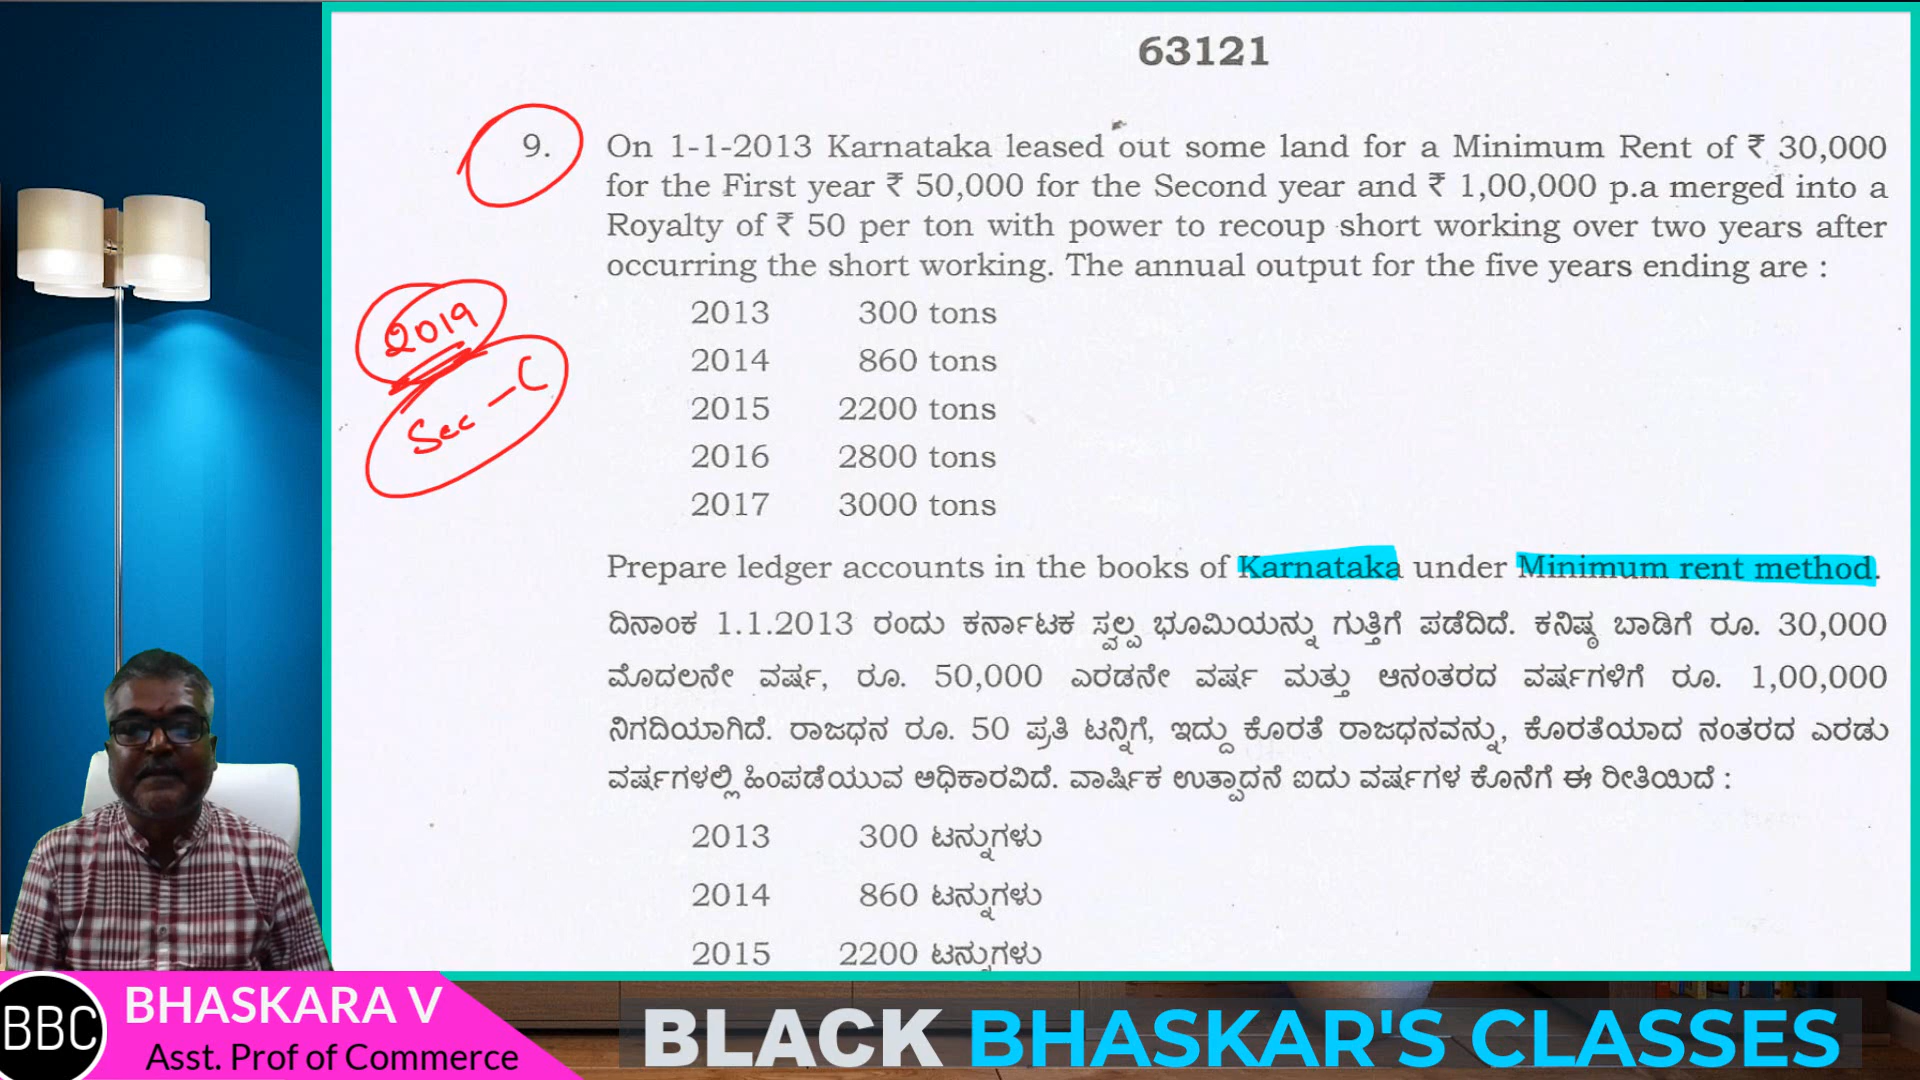 63121
9. On 1-1-2013 Karnataka leased out some land for a Minimum Rent of ₹ 30,000
for the First year ₹ 50,000 for the Second year and ₹ 1,00,000 p.a merged into a
Royalty of ₹ 50 per ton with power to recoup short working over two years after
occurring the short working. The annual output for the five years ending are :
2013 300 tons
2014 860 tons
2015 2200 tons
2016 2800 tons
2017 3000 tons
2019
Sec - C
Prepare ledger accounts in the books of Karnataka under Minimum rent method.
ದಿನಾಂಕ 1.1.2013 ರಂದು ಕರ್ನಾಟಕ ಸ್ವಲ್ಪ ಭೂಮಿಯನ್ನು ಗುತ್ತಿಗೆ ಪಡೆದಿದೆ. ಕನಿಷ್ಠ ಬಾಡಿಗೆ ರೂ. 30,000
ಮೊದಲನೇ ವರ್ಷ, ರೂ. 50,000 ಎರಡನೇ ವರ್ಷ ಮತ್ತು ಆನಂತರದ ವರ್ಷಗಳಿಗೆ ರೂ. 1,00,000
ನಿಗದಿಯಾಗಿದೆ. ರಾಜಧನ ರೂ. 50 ಪ್ರತಿ ಟನ್ನಿಗೆ, ಇದ್ದು ಕೊರತೆ ರಾಜಧನವನ್ನು, ಕೊರತೆಯಾದ ನಂತರದ ಎರಡು
ವರ್ಷಗಳಲ್ಲಿ ಹಿಂಪಡೆಯುವ ಅಧಿಕಾರವಿದೆ. ವಾರ್ಷಿಕ ಉತ್ಪಾದನೆ ಐದು ವರ್ಷಗಳ ಕೊನೆಗೆ ಈ ರೀತಿಯಿದೆ :
2013 300 ಟನ್ನುಗಳು
2014 860 ಟನ್ನುಗಳು
2015 2200 ಟನ್ನುಗಳು
BBC
BHASKARA V
Asst. Prof of Commerce
BLACK BHASKAR'S CLASSES